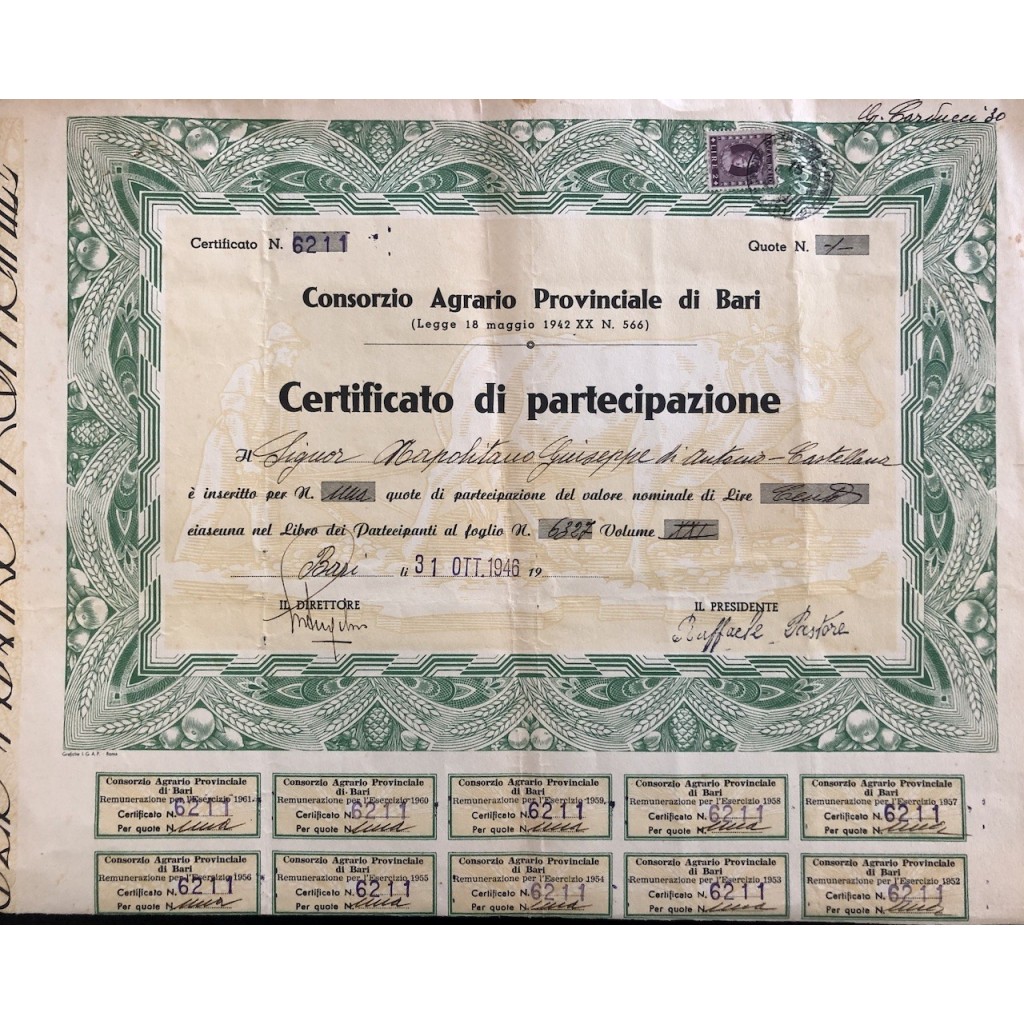 G. Carducci 30
2 LIRE
Certificato N. 6211
Quote N. -/-
Consorzio Agrario Provinciale di Bari
(Legge 18 maggio 1942 XX N. 566)
Certificato di partecipazione
Il Signor Napolitano Giuseppe di Antonio - Castellana
è inscritto per N. una quote di partecipazione del valore nominale di Lire Cento
ciascuna nel Libro dei Partecipanti al foglio N. 6327 Volume XXI
Bari li 31 OTT. 1946 19
IL DIRETTORE
IL PRESIDENTE
Raffaele Pastore
Grafiche I.G.A.P. Roma
Consorzio Agrario Provinciale
di Bari
Remunerazione per l'Esercizio 1961
Certificato N. 6211
Per quote N. una
Consorzio Agrario Provinciale
di Bari
Remunerazione per l'Esercizio 1960
Certificato N. 6211
Per quote N. una
Consorzio Agrario Provinciale
di Bari
Remunerazione per l'Esercizio 1959
Certificato N. 6211
Per quote N. una
Consorzio Agrario Provinciale
di Bari
Remunerazione per l'Esercizio 1958
Certificato N. 6211
Per quote N. una
Consorzio Agrario Provinciale
di Bari
Remunerazione per l'Esercizio 1957
Certificato N. 6211
Per quote N. una
Consorzio Agrario Provinciale
di Bari
Remunerazione per l'Esercizio 1956
Certificato N. 6211
Per quote N. una
Consorzio Agrario Provinciale
di Bari
Remunerazione per l'Esercizio 1955
Certificato N. 6211
Per quote N. una
Consorzio Agrario Provinciale
di Bari
Remunerazione per l'Esercizio 1954
Certificato N. 6211
Per quote N. una
Consorzio Agrario Provinciale
di Bari
Remunerazione per l'Esercizio 1953
Certificato N. 6211
Per quote N. una
Consorzio Agrario Provinciale
di Bari
Remunerazione per l'Esercizio 1952
Certificato N. 6211
Per quote N. una